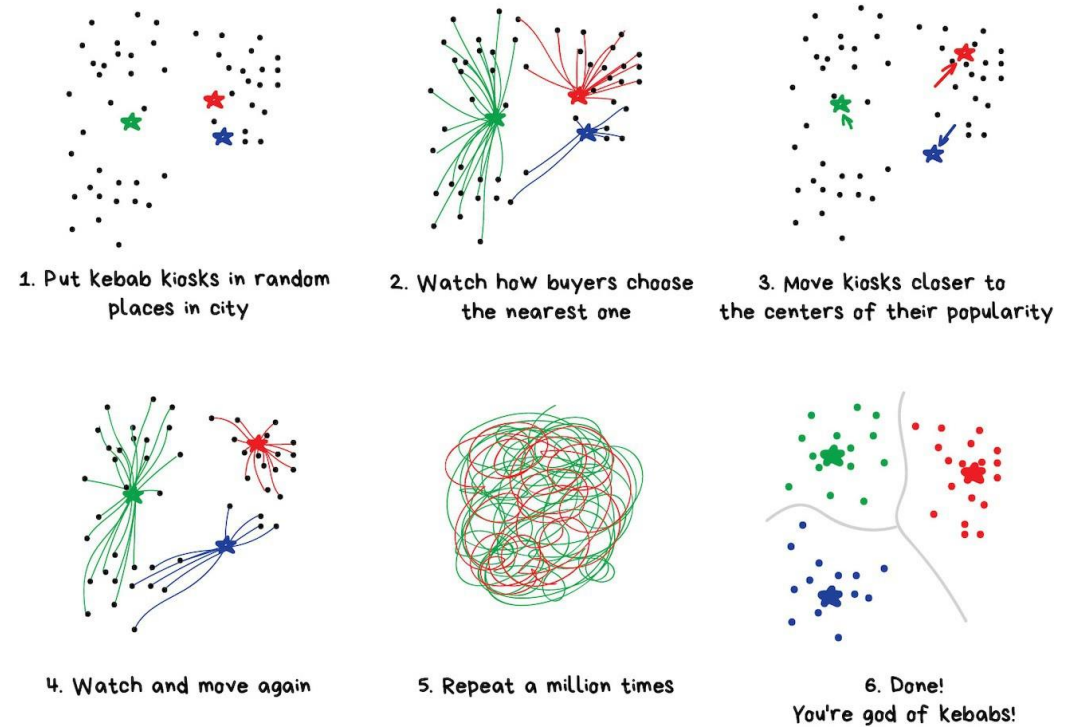 1. Put kebab kiosks in random
places in city
2. Watch how buyers choose
the nearest one
3. Move kiosks closer to
the centers of their popularity
4. Watch and move again
5. Repeat a million times
6. Done!
You're god of kebabs!